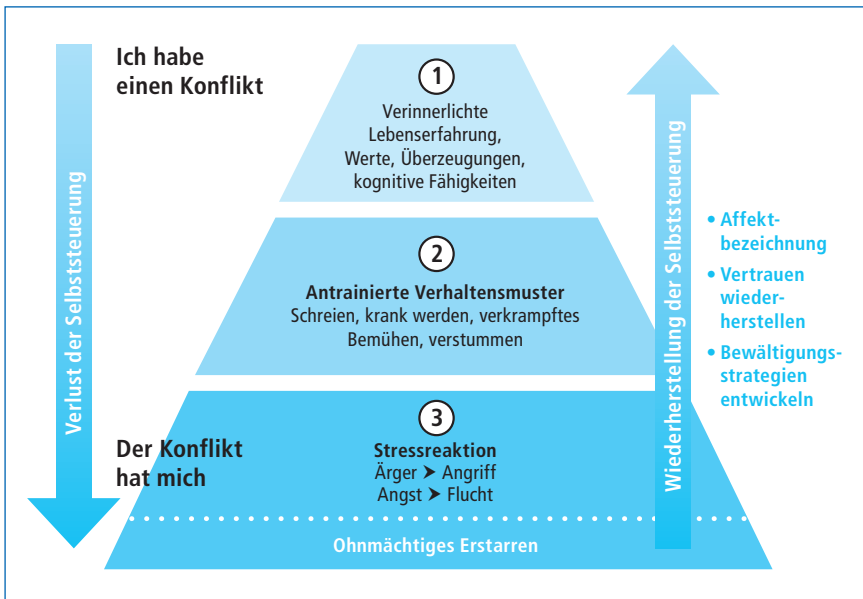 Ich habe
einen Konflikt
Verlust der Selbststeuerung
1
Verinnerlichte
Lebenserfahrung,
Werte, Überzeugungen,
kognitive Fähigkeiten
2
Antrainierte Verhaltensmuster
Schreien, krank werden, verkrampftes
Bemühen, verstummen
Der Konflikt
hat mich
3
Stressreaktion
Ärger ➤ Angriff
Angst ➤ Flucht
Ohnmächtiges Erstarren
Wiederherstellung der Selbststeuerung
• Affekt-
bezeichnung
• Vertrauen
wieder-
herstellen
• Bewältigungs-
strategien
entwickeln